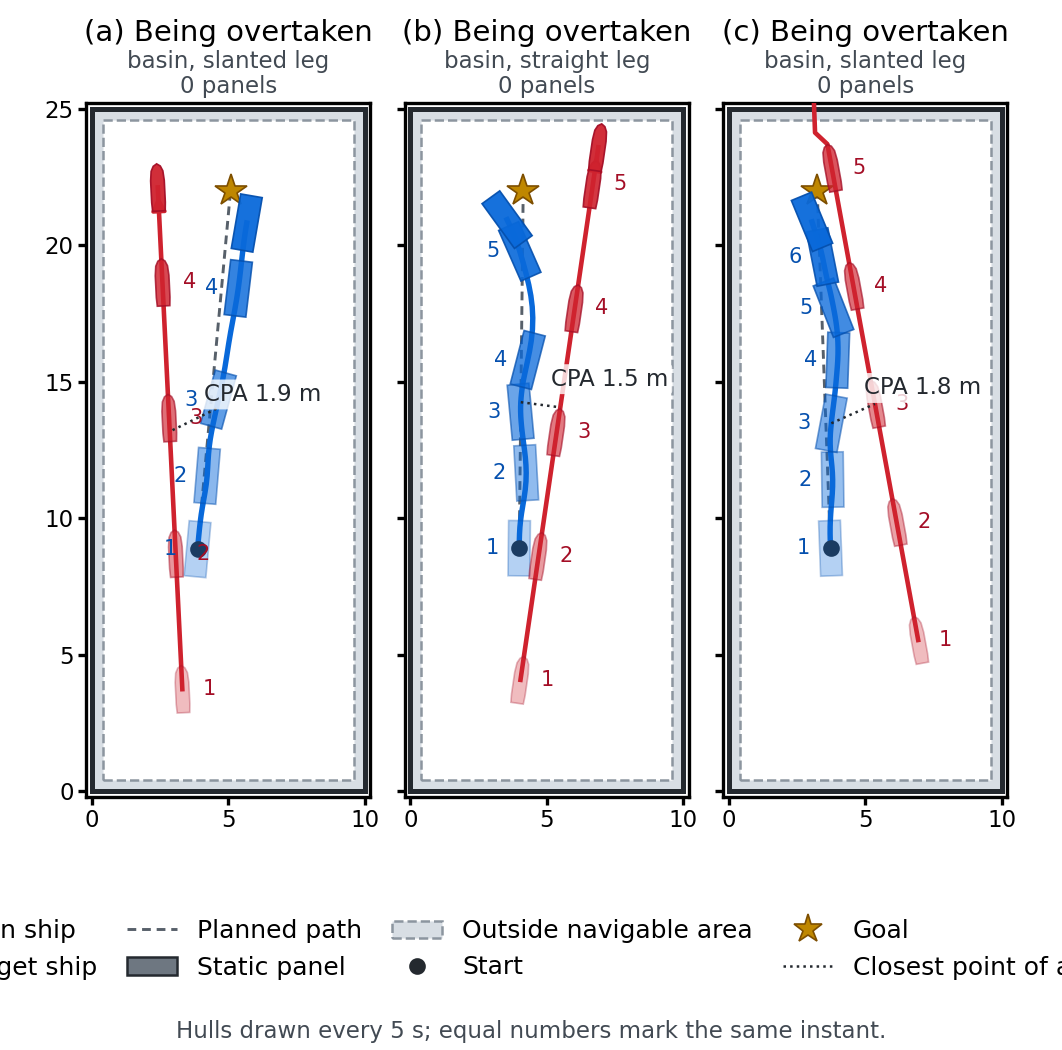 (a) Being overtaken
basin, slanted leg
0 panels
(b) Being overtaken
basin, straight leg
0 panels
(c) Being overtaken
basin, slanted leg
0 panels
25
20
15
10
5
0
0 5 10
4
4
3
CPA 1.9 m
3
2
1
2
1
0 5 10
5
5
4
4
CPA 1.5 m
3
3
2
1
2
1
0 5 10
5
6
4
5
4
CPA 1.8 m
3
3
2
2
1
1
n ship
Planned path
Outside navigable area
Goal
get ship
Static panel
Start
Closest point of a
Hulls drawn every 5 s; equal numbers mark the same instant.